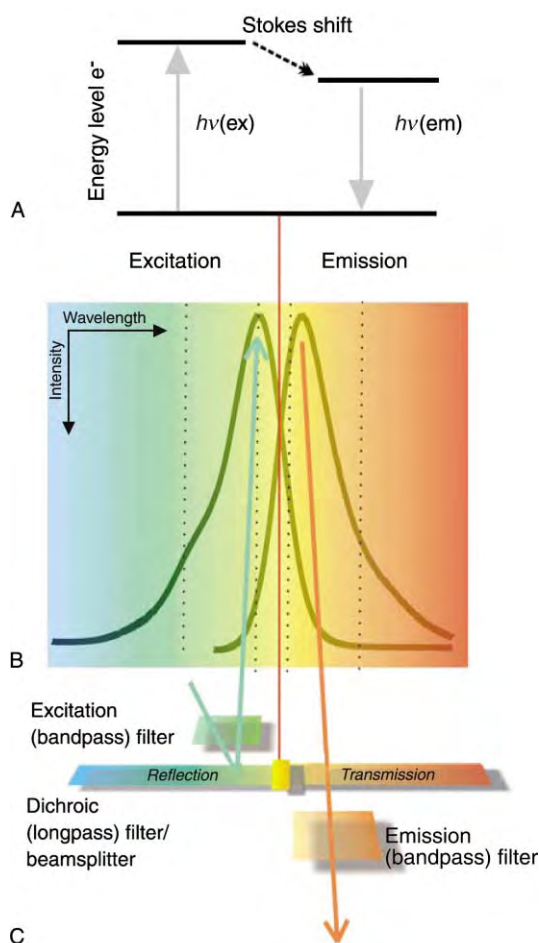 Stokes shift
Energy level e⁻
hν(ex)
hν(em)
A
Excitation
Emission
Wavelength
Intensity
B
Excitation
(bandpass) filter
Reflection
Transmission
Dichroic
(longpass) filter/
beamsplitter
Emission
(bandpass) filter
C